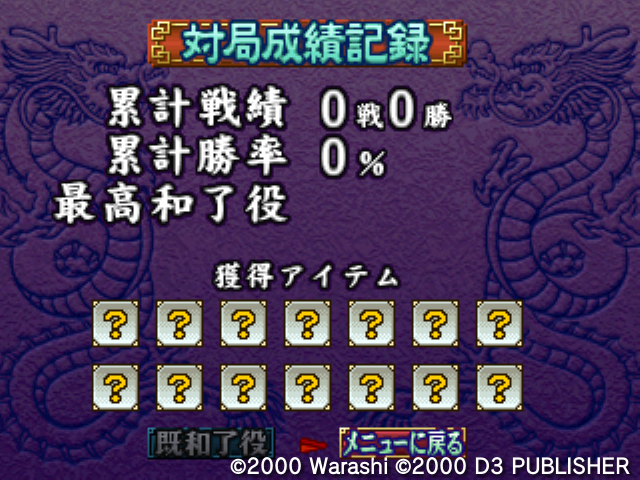 対局成績記録
累計戦績 0戦0勝
累計勝率 0%
最高和了役
獲得アイテム
? ? ? ? ? ? ?
? ? ? ? ? ? ?
既和了役 メニューに戻る
©2000 Warashi ©2000 D3 PUBLISHER